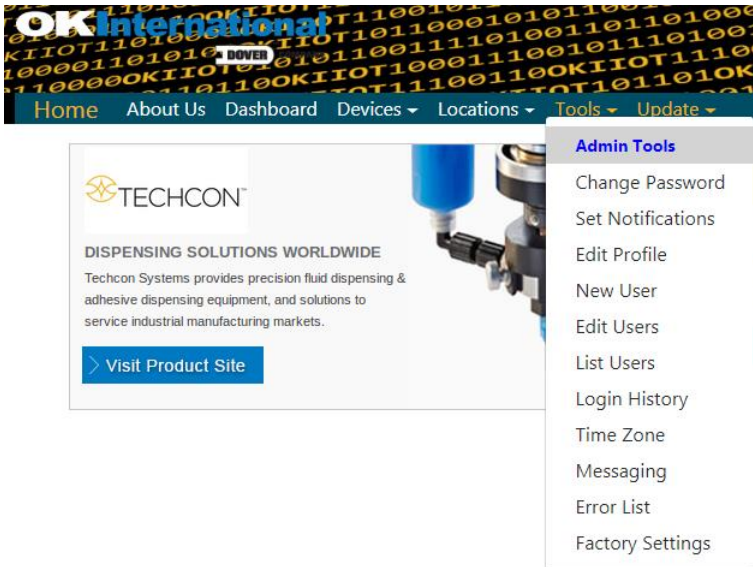 OKInternational
DOVER
Home About Us Dashboard Devices Locations Tools Update
TECHCON
DISPENSING SOLUTIONS WORLDWIDE
Techcon Systems provides precision fluid dispensing &
adhesive dispensing equipment, and solutions to
service industrial manufacturing markets.
Visit Product Site
Admin Tools
Change Password
Set Notifications
Edit Profile
New User
Edit Users
List Users
Login History
Time Zone
Messaging
Error List
Factory Settings